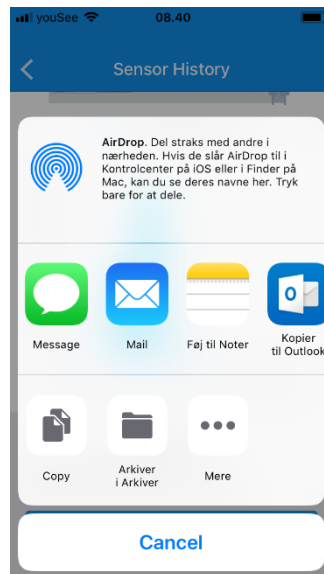 youSee
08.40
Sensor History
AirDrop. Del straks med andre i
nærheden. Hvis de slår AirDrop til i
Kontrolcenter på iOS eller i Finder på
Mac, kan du se deres navne her. Tryk
bare for at dele.
Message
Mail
Føj til Noter
Kopier
til Outlook
Copy
Arkiver
i Arkiver
Mere
Cancel